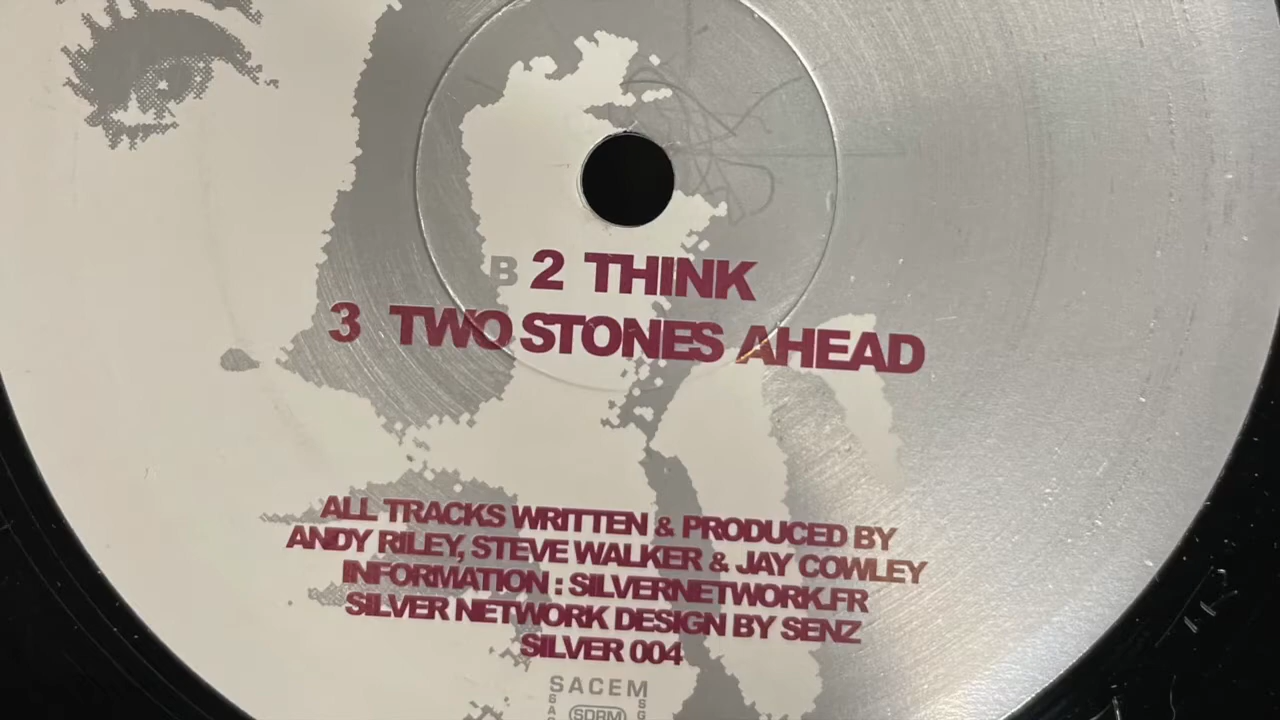 B 2 THINK
3 TWO STONES AHEAD
ALL TRACKS WRITTEN & PRODUCED BY
ANDY RILEY, STEVE WALKER & JAY COWLEY
INFORMATION : SILVERNETWORK.FR
SILVER NETWORK DESIGN BY SENZ
SILVER 004
SACEM
SDRM